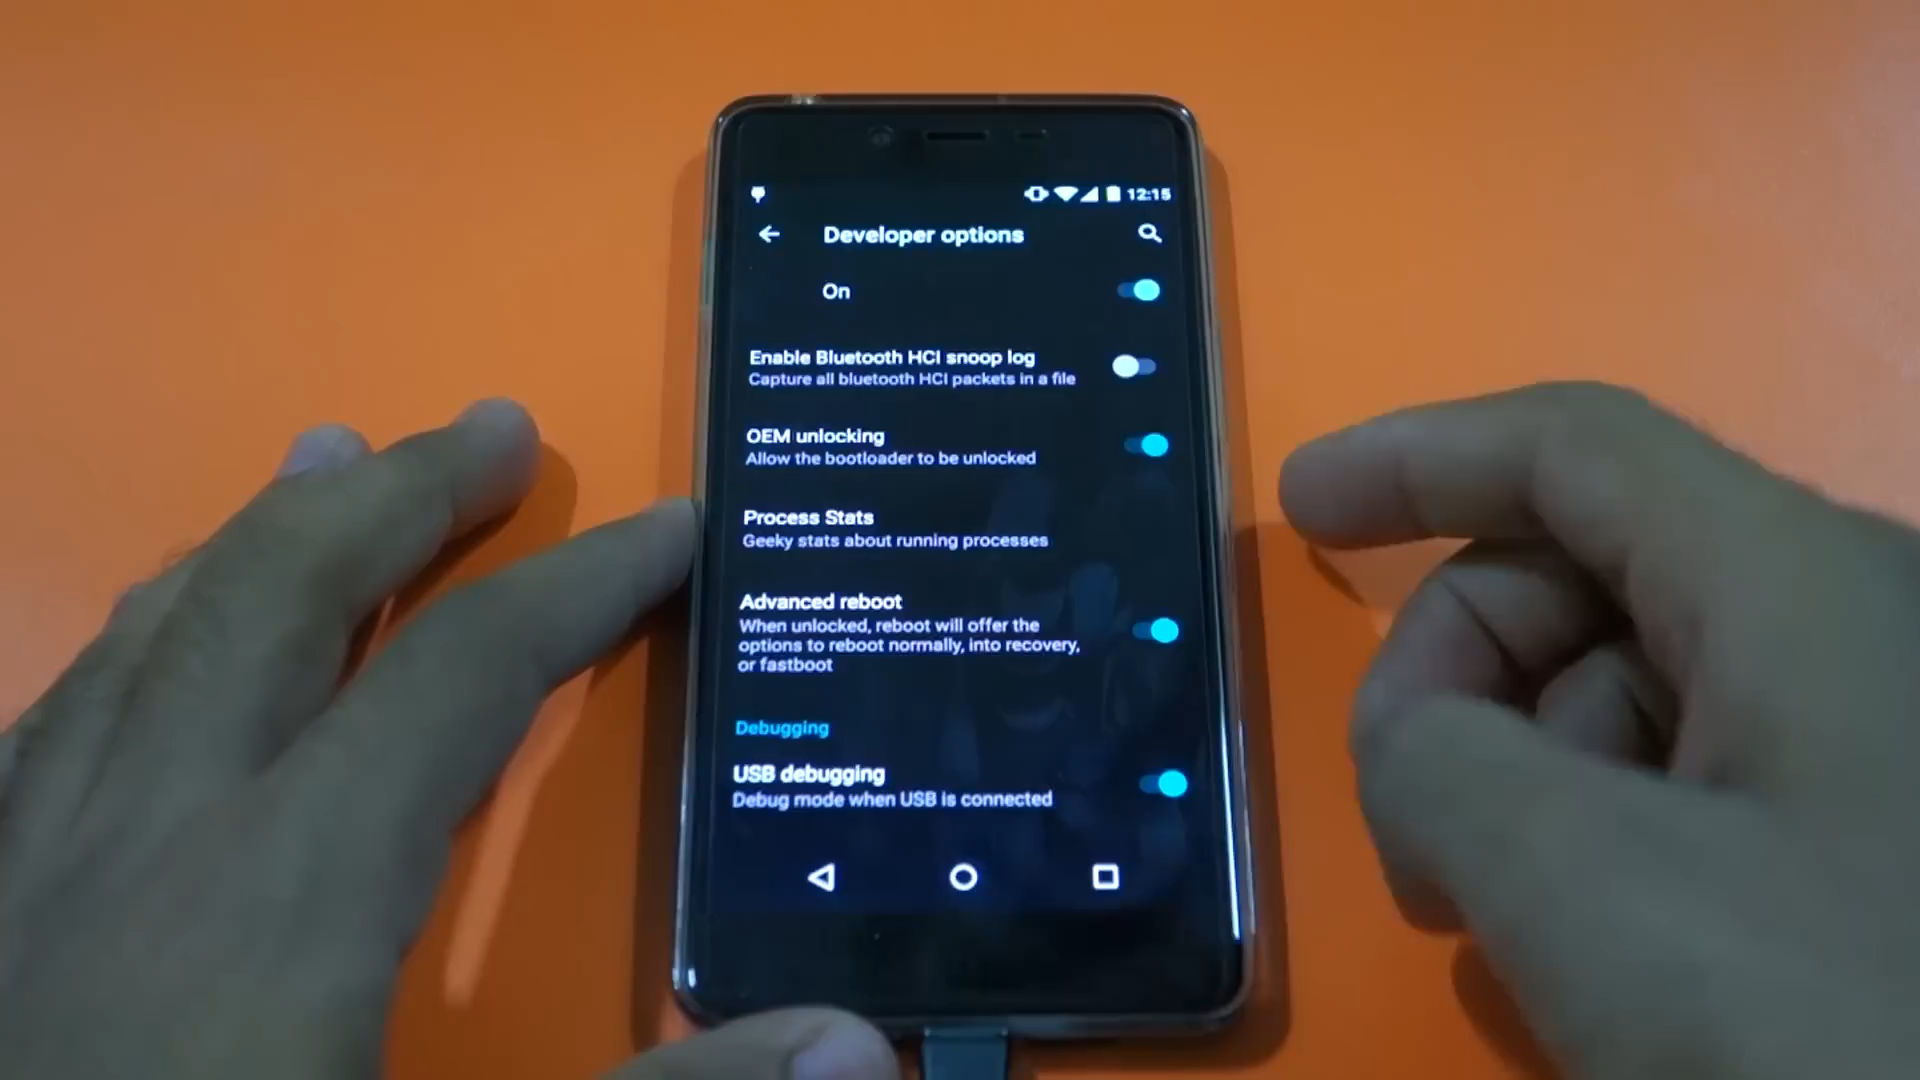 12:15
Developer options
On
Enable Bluetooth HCI snoop log
Capture all bluetooth HCI packets in a file
OEM unlocking
Allow the bootloader to be unlocked
Process Stats
Geeky stats about running processes
Advanced reboot
When unlocked, reboot will offer the
options to reboot normally, into recovery,
or fastboot
Debugging
USB debugging
Debug mode when USB is connected